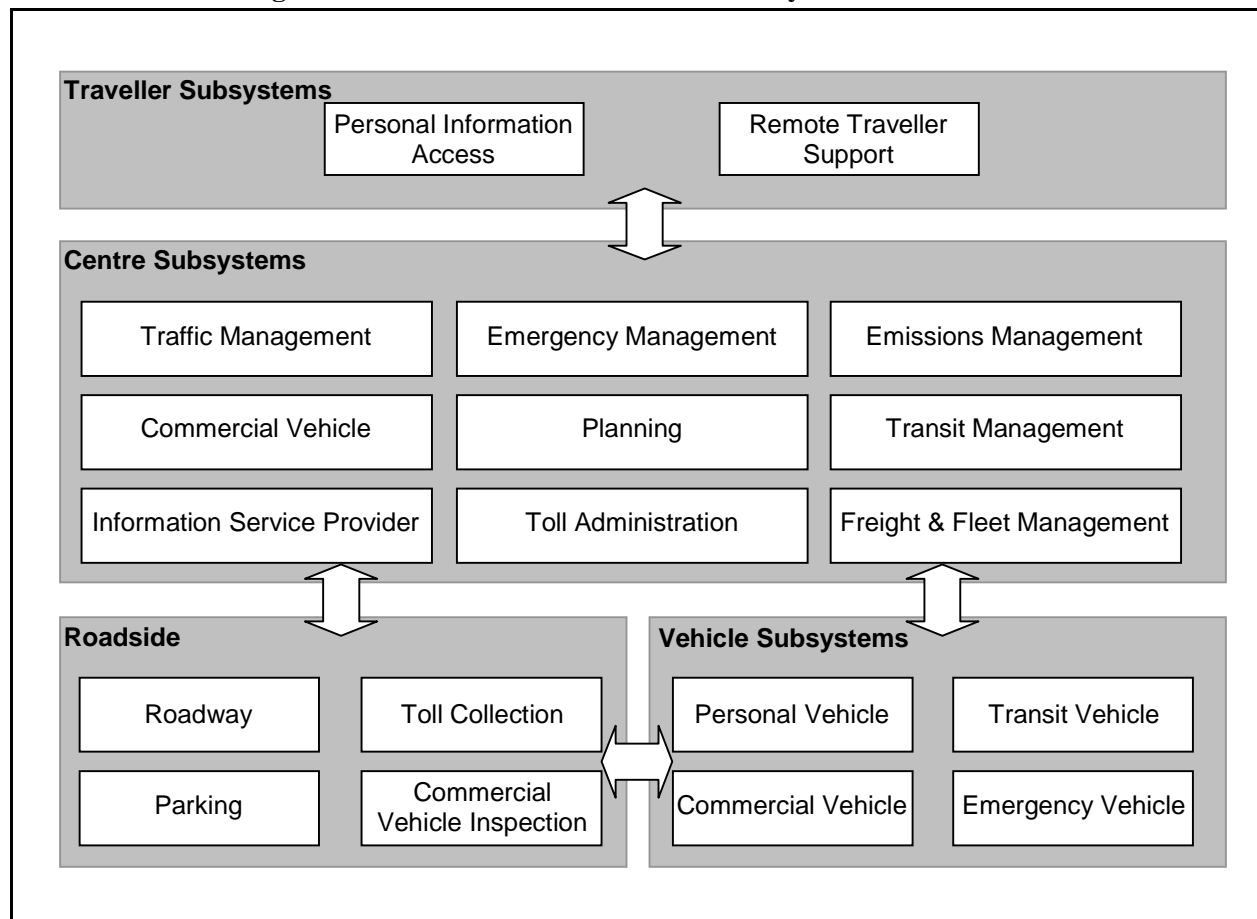 Traveller Subsystems
Personal Information
Access
Remote Traveller
Support
Centre Subsystems
Traffic Management
Emergency Management
Emissions Management
Commercial Vehicle
Planning
Transit Management
Information Service Provider
Toll Administration
Freight & Fleet Management
Roadside
Roadway
Toll Collection
Parking
Commercial
Vehicle Inspection
Vehicle Subsystems
Personal Vehicle
Transit Vehicle
Commercial Vehicle
Emergency Vehicle